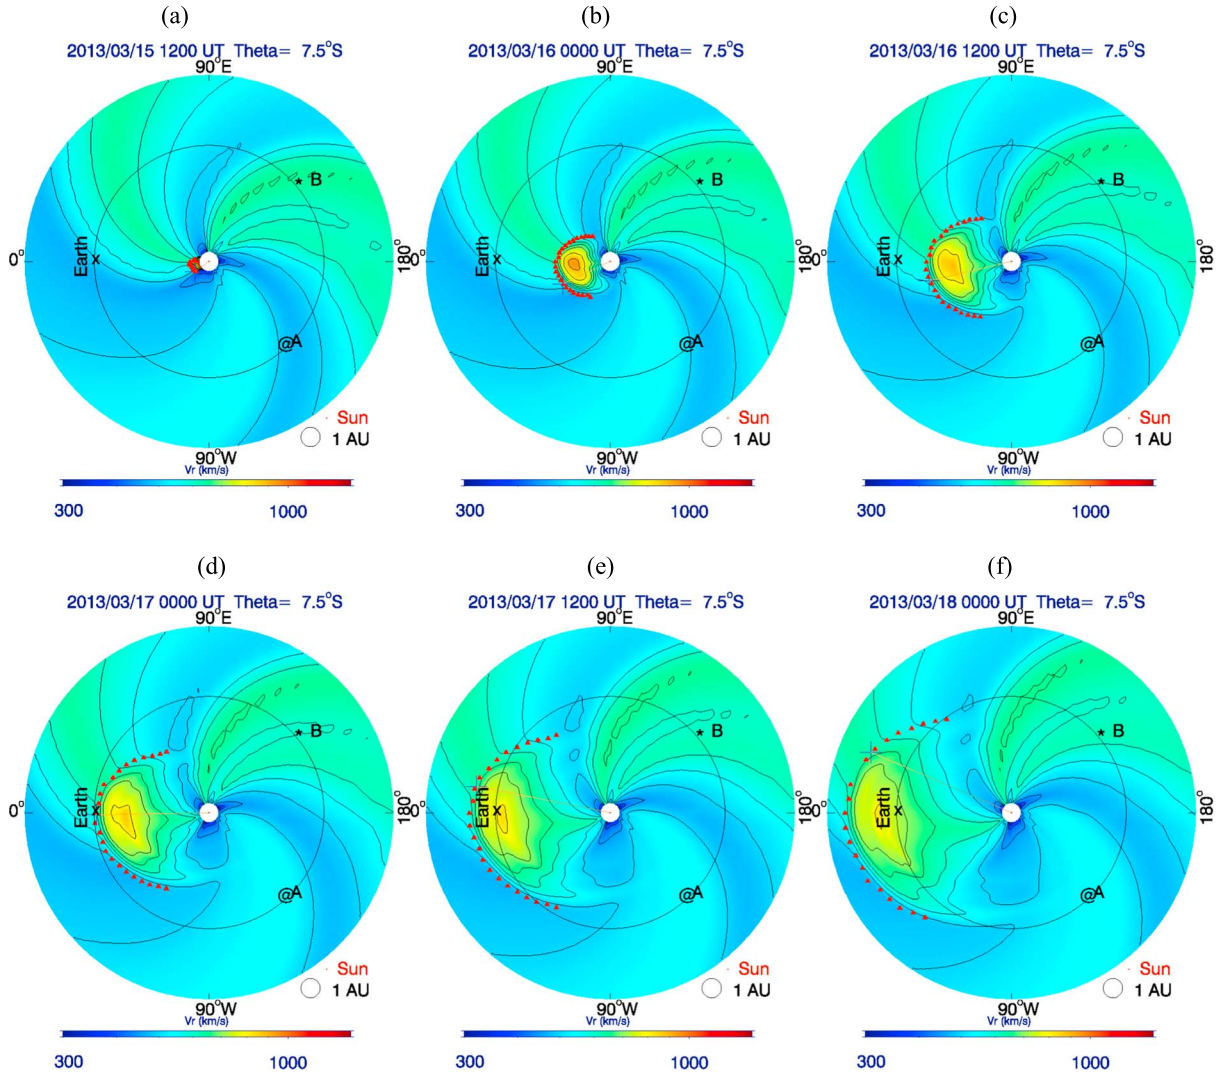 (a)
(b)
(c)
2013/03/15 1200 UT Theta= 7.5°S
2013/03/16 0000 UT Theta= 7.5°S
2013/03/16 1200 UT Theta= 7.5°S
90°E
90°E
90°E
B
B
B
0°
Earth
x
180°
Earth
x
180°
Earth
x
180°
@A
@A
@A
Sun
Sun
Sun
1 AU
1 AU
1 AU
90°W
90°W
90°W
Vr (km/s)
Vr (km/s)
Vr (km/s)
300 1000
300 1000
300 1000
(d)
(e)
(f)
2013/03/17 0000 UT Theta= 7.5°S
2013/03/17 1200 UT Theta= 7.5°S
2013/03/18 0000 UT Theta= 7.5°S
90°E
90°E
90°E
B
B
B
0°
Earth
x
180°
Earth
x
180°
Earth
x
180°
@A
@A
@A
Sun
Sun
Sun
1 AU
1 AU
1 AU
90°W
90°W
90°W
Vr (km/s)
Vr (km/s)
Vr (km/s)
300 1000
300 1000
300 1000